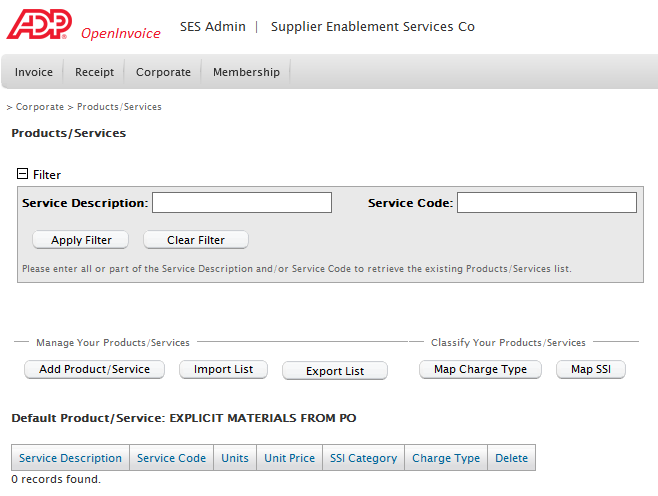 ADP OpenInvoice SES Admin | Supplier Enablement Services Co
Invoice Receipt Corporate Membership
> Corporate > Products/Services
Products/Services
Filter
Service Description: Service Code:
Apply Filter Clear Filter
Please enter all or part of the Service Description and/or Service Code to retrieve the existing Products/Services list.
Manage Your Products/Services Classify Your Products/Services
Add Product/Service Import List Export List Map Charge Type Map SSI
Default Product/Service: EXPLICIT MATERIALS FROM PO
Service Description Service Code Units Unit Price SSI Category Charge Type Delete
0 records found.